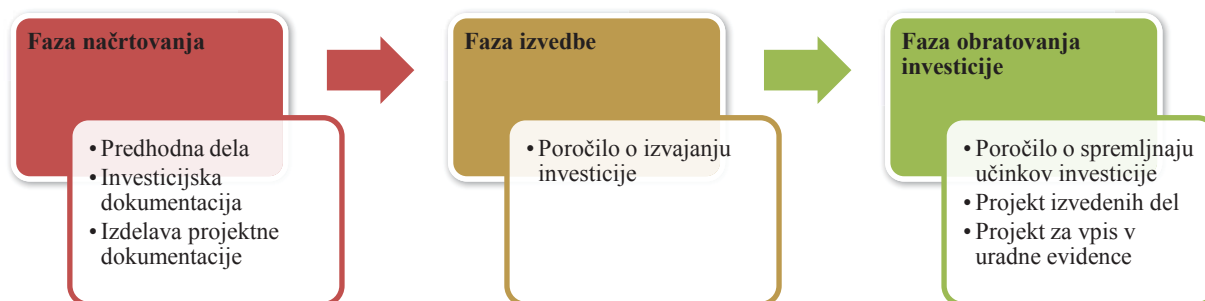 Faza načrtovanja
• Predhodna dela
• Investicijska
dokumentacija
• Izdelava projektne
dokumentacije
Faza izvedbe
• Poročilo o izvajanju
investicije
Faza obratovanja
investicije
• Poročilo o spremljnaju
učinkov investicije
• Projekt izvedenih del
• Projekt za vpis v
uradne evidence